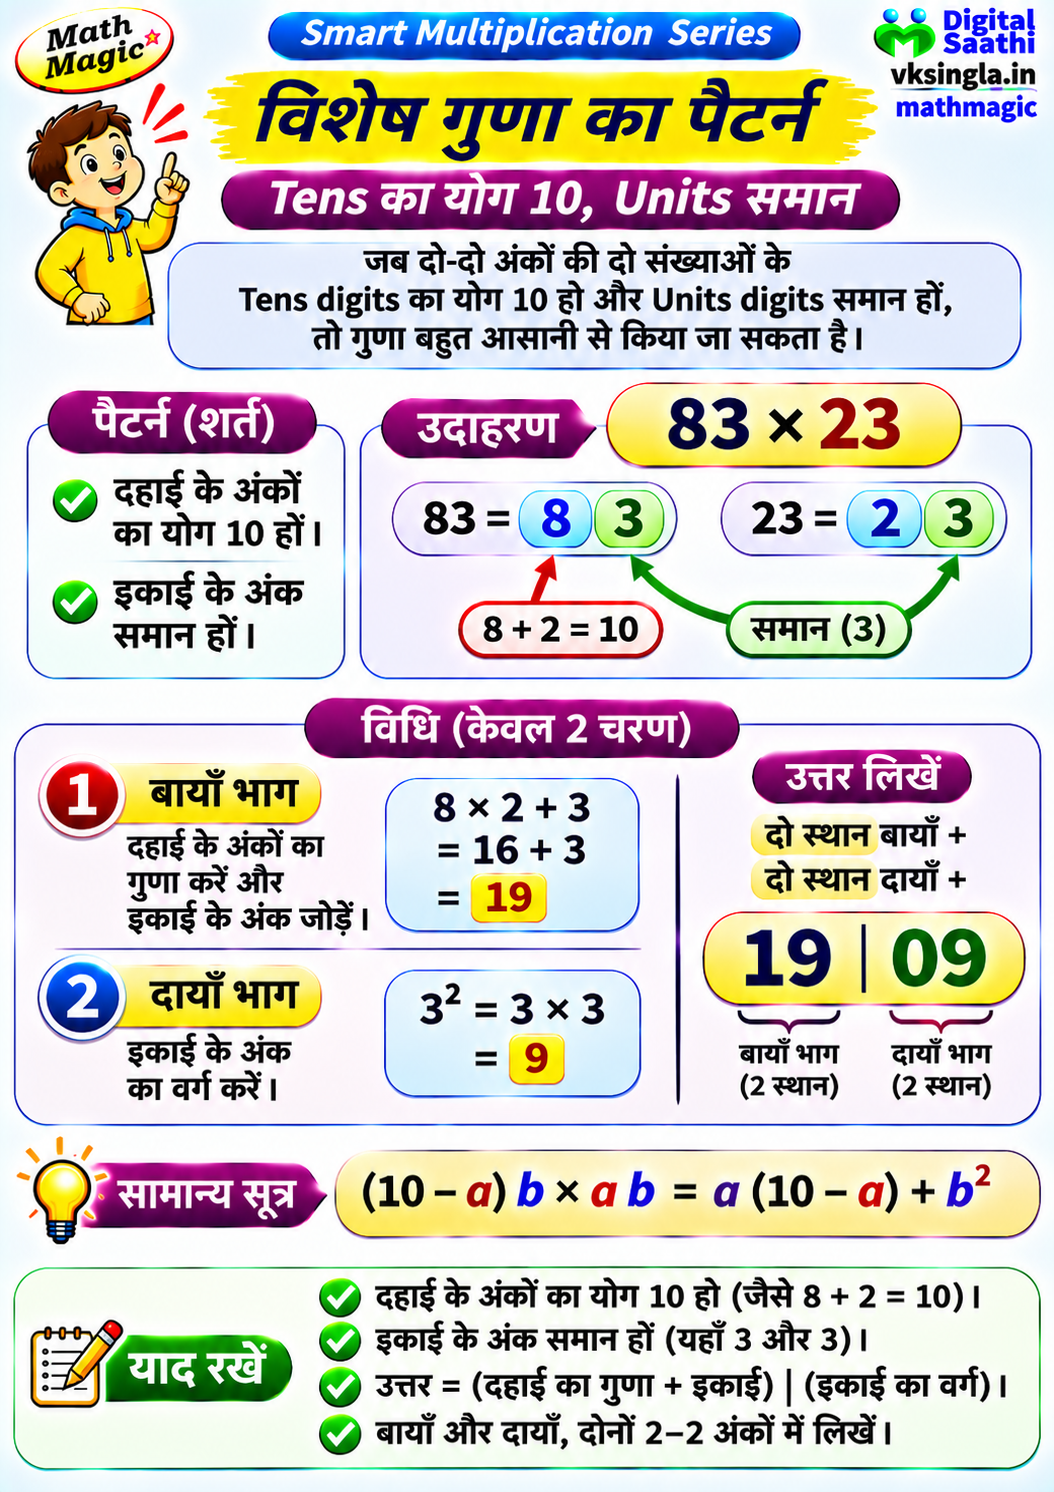 Math
Magic
Smart Multiplication Series
Digital
Saathi
vksingla.in
mathmagic
विशेष गुणा का पैटर्न
Tens का योग 10, Units समान
जब दो-दो अंकों की दो संख्याओं के
Tens digits का योग 10 हो और Units digits समान हों,
तो गुणा बहुत आसानी से किया जा सकता है।
पैटर्न (शर्त)
दहाई के अंकों
का योग 10 हों।
इकाई के अंक
समान हों।
उदाहरण
83 × 23
83 = 8 3
23 = 2 3
8 + 2 = 10
समान (3)
विधि (केवल 2 चरण)
1 बायाँ भाग
दहाई के अंकों का
गुणा करें और
इकाई के अंक जोड़ें।
8 × 2 + 3
= 16 + 3
= 19
2 दायाँ भाग
इकाई के अंक
का वर्ग करें।
3² = 3 × 3
= 9
उत्तर लिखें
दो स्थान बायाँ +
दो स्थान दायाँ +
19 | 09
बायाँ भाग
(2 स्थान)
दायाँ भाग
(2 स्थान)
सामान्य सूत्र
(10 – a) b × a b = a (10 – a) + b²
याद रखें
दहाई के अंकों का योग 10 हो (जैसे 8 + 2 = 10)।
इकाई के अंक समान हों (यहाँ 3 और 3)।
उत्तर = (दहाई का गुणा + इकाई) | (इकाई का वर्ग)।
बायाँ और दायाँ, दोनों 2–2 अंकों में लिखें।